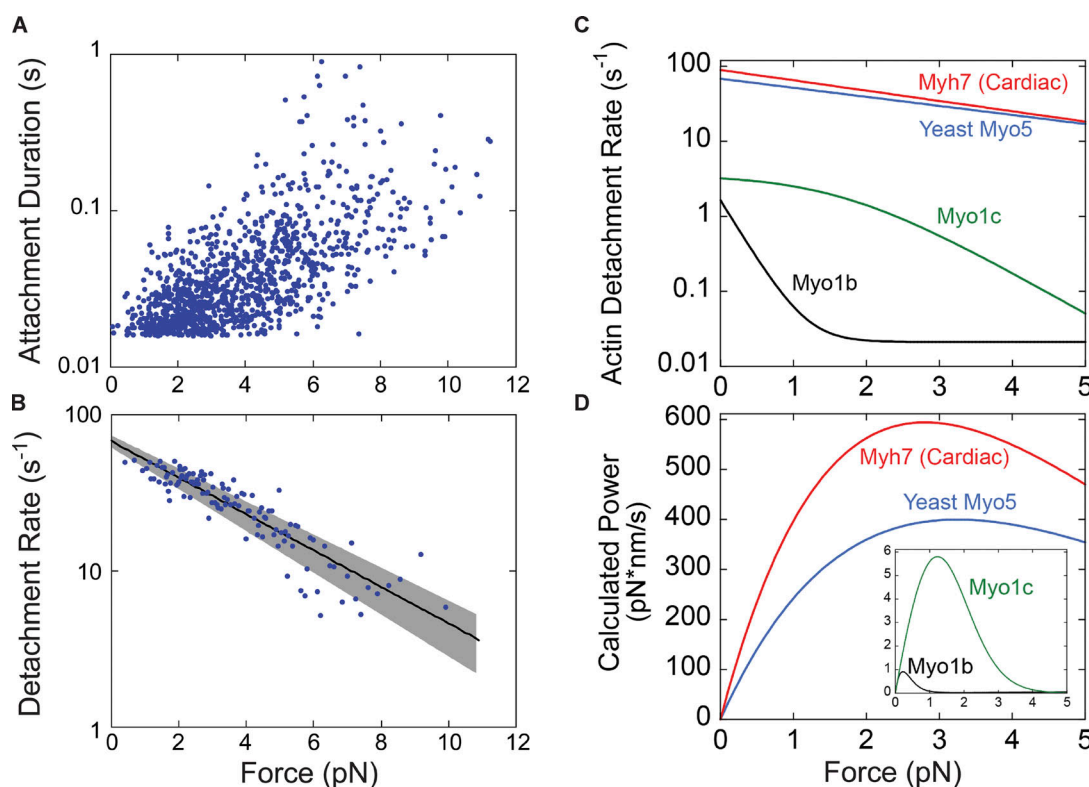 A
Attachment Duration (s)
1
0.1
0.01
0 2 4 6 8 10 12
B
Detachment Rate (s⁻¹)
100
10
1
0 2 4 6 8 10 12
Force (pN)
C
Actin Detachment Rate (s⁻¹)
100
10
1
0.1
0.01
Myh7 (Cardiac)
Yeast Myo5
Myo1c
Myo1b
0 1 2 3 4 5
D
Calculated Power
(pN*nm/s)
600
500
400
300
200
100
0
Myh7 (Cardiac)
Yeast Myo5
6
5
4
3
2
1
0
Myo1c
Myo1b
0 1 2 3 4 5
0 1 2 3 4 5
Force (pN)